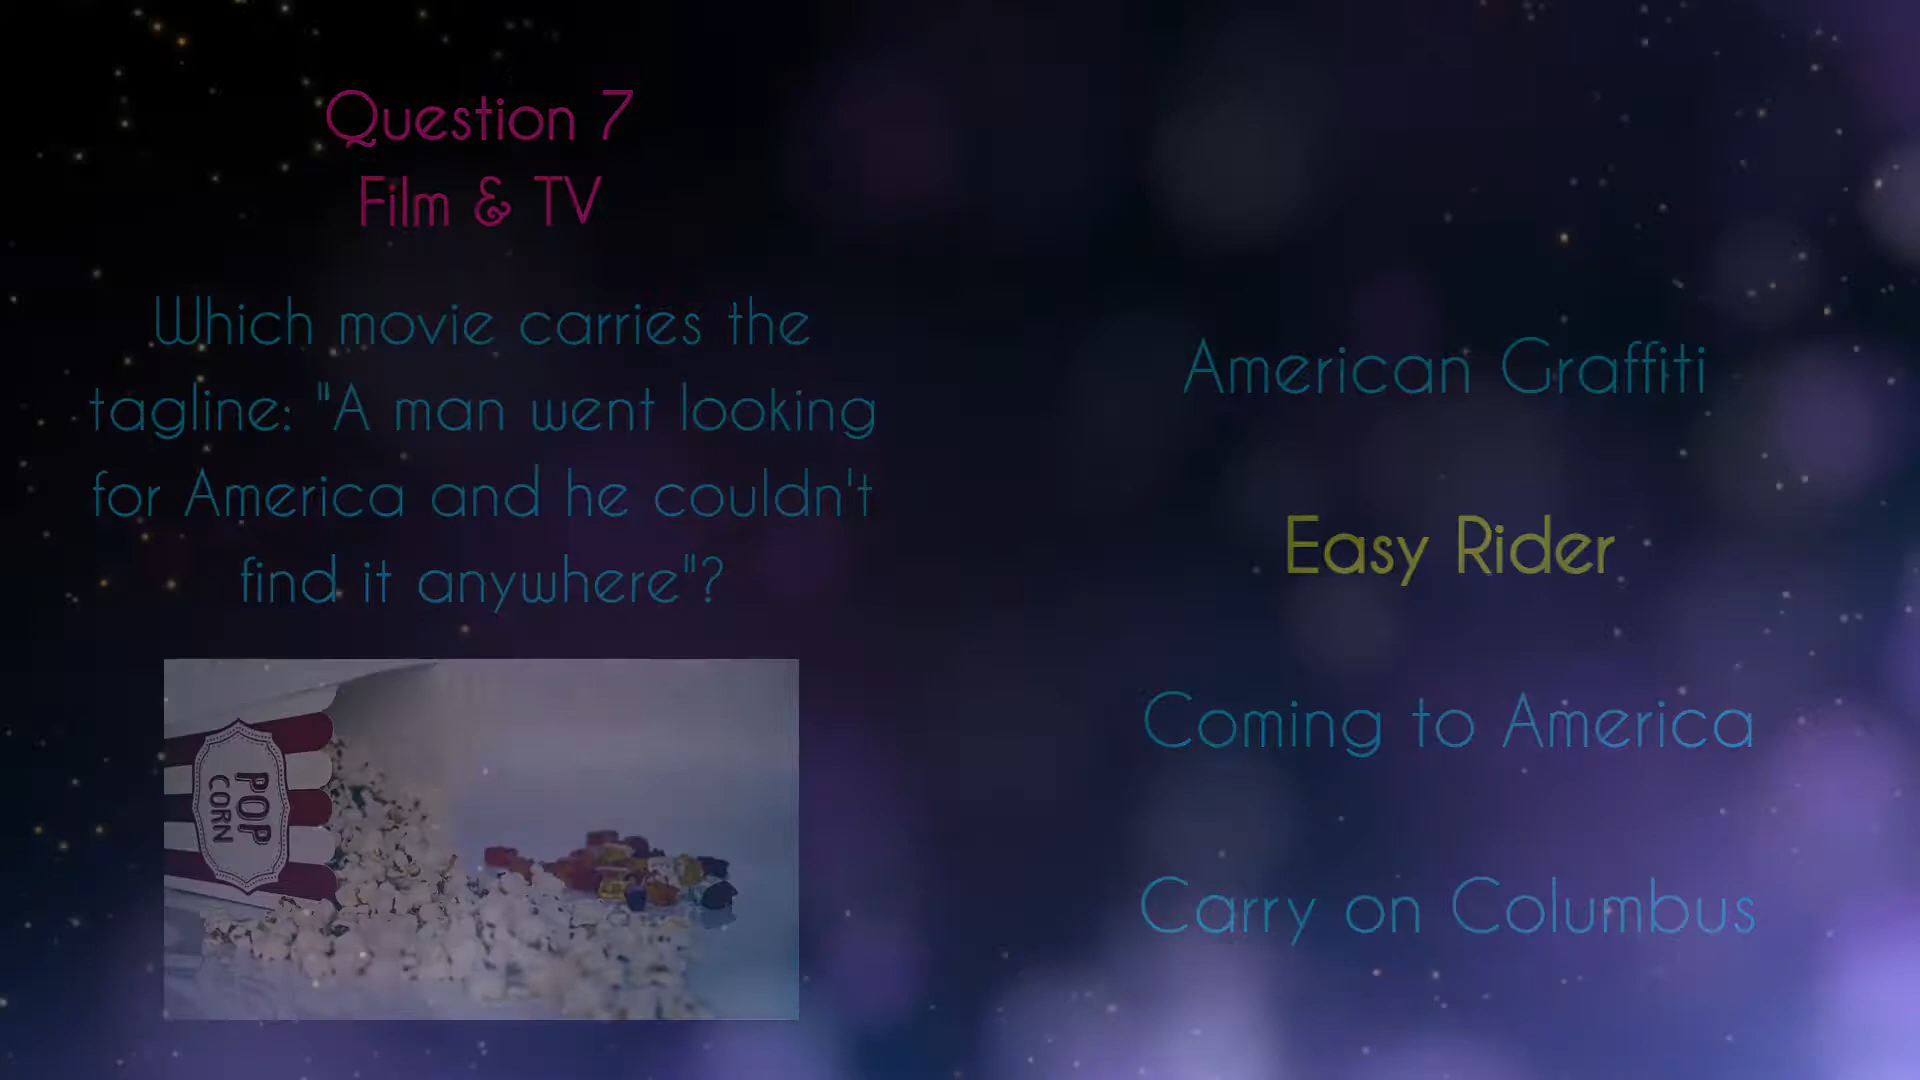 Question 7
Film & TV
Which movie carries the
tagline: "A man went looking
for America and he couldn't
find it anywhere"?
American Graffiti
Easy Rider
Coming to America
Carry on Columbus
POP
CORN